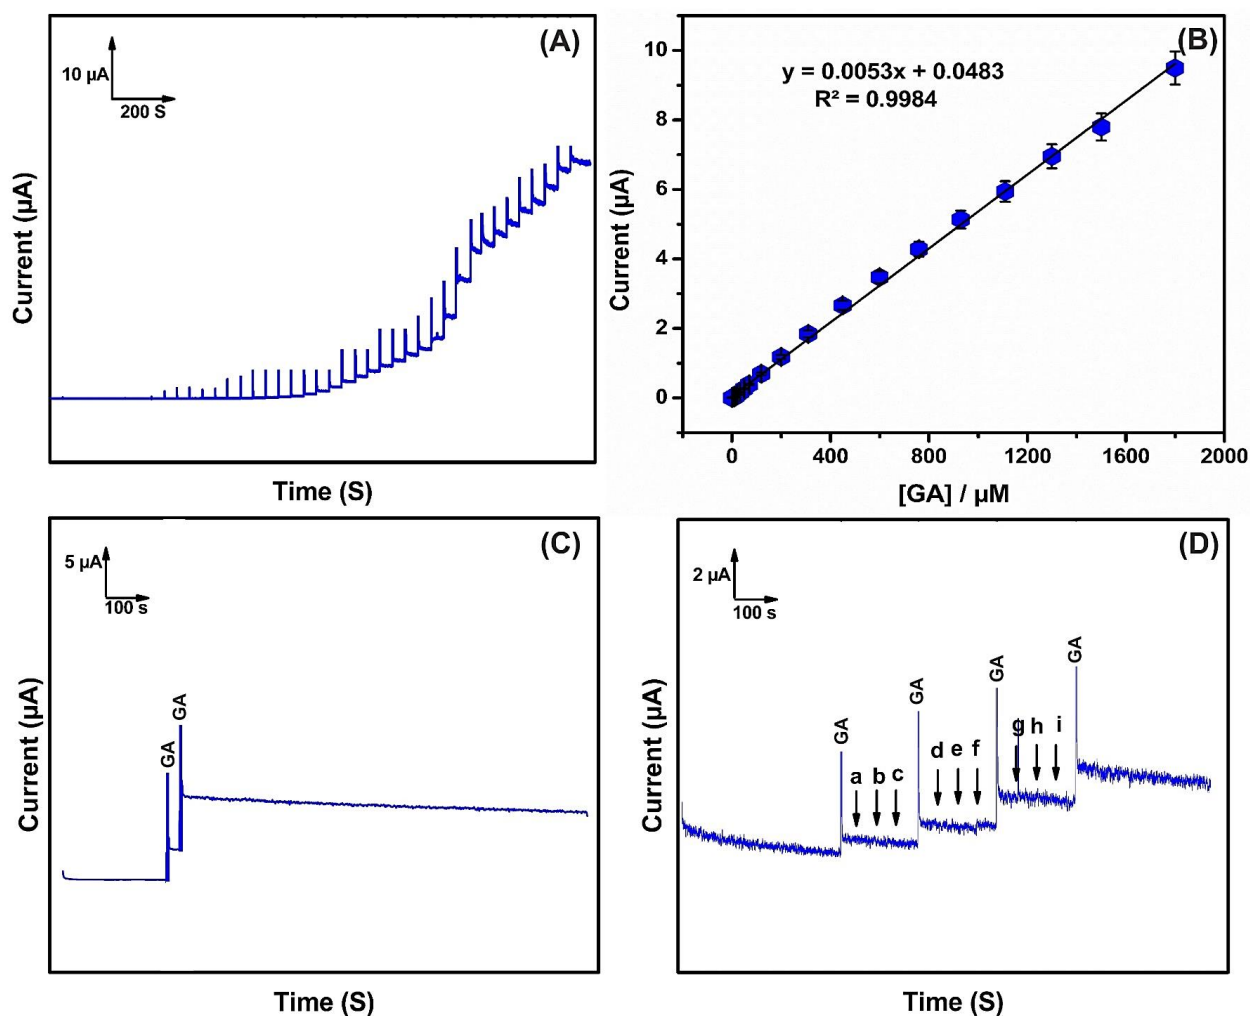 (A)
10 µA
200 S
Current (µA)
Time (S)
(B)
y = 0.0053x + 0.0483
R² = 0.9984
10
8
6
4
2
0
Current (µA)
0 400 800 1200 1600 2000
[GA] / µM
(C)
5 µA
100 s
GA
GA
Current (µA)
Time (S)
(D)
2 µA
100 s
GA
GA
GA
GA
a b c
d e f
g h i
Current (µA)
Time (S)